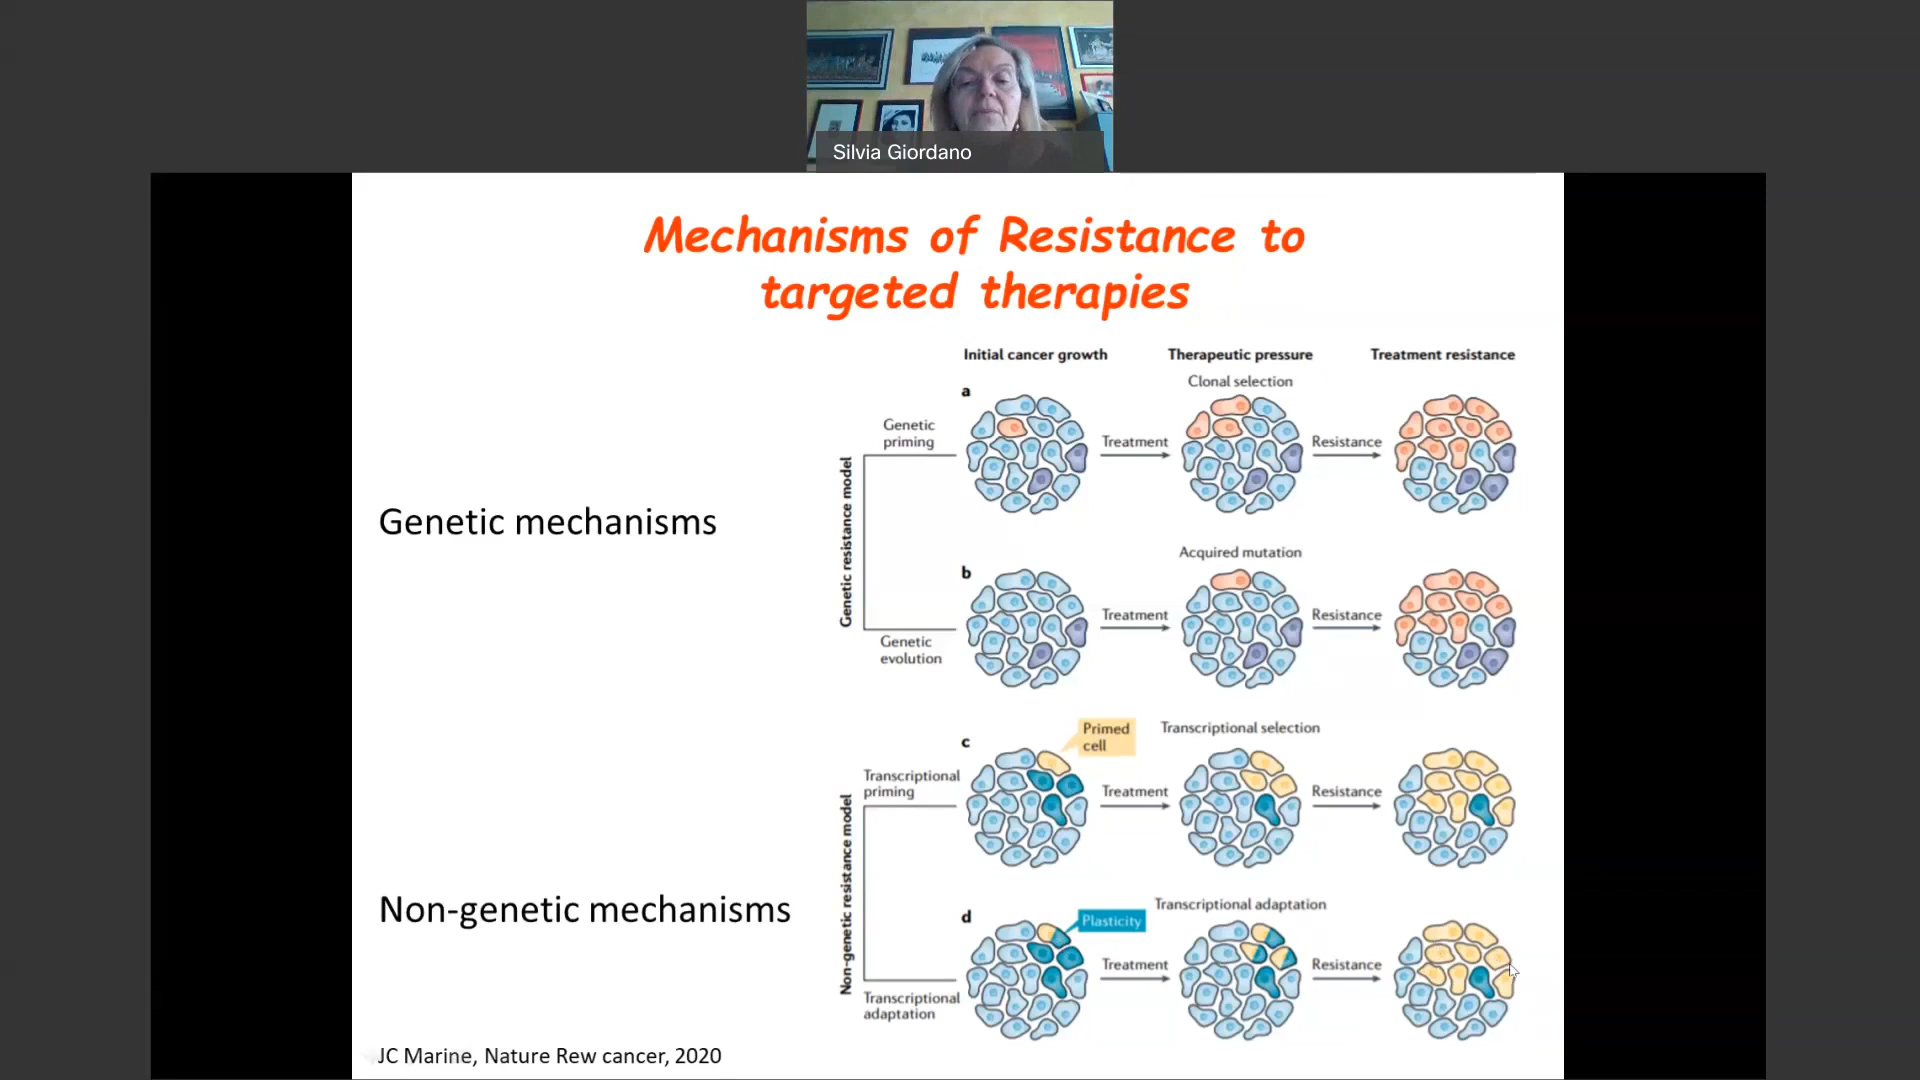 Silvia Giordano
Mechanisms of Resistance to
targeted therapies
Initial cancer growth
Therapeutic pressure
Treatment resistance
Clonal selection
a
Genetic
priming
Treatment
Resistance
Genetic mechanisms
Genetic resistance model
Acquired mutation
b
Treatment
Resistance
Genetic
evolution
Primed
cell
Transcriptional selection
c
Transcriptional
priming
Treatment
Resistance
Non-genetic mechanisms
Non-genetic resistance model
Transcriptional adaptation
d
Plasticity
Treatment
Resistance
Transcriptional
adaptation
JC Marine, Nature Rew cancer, 2020